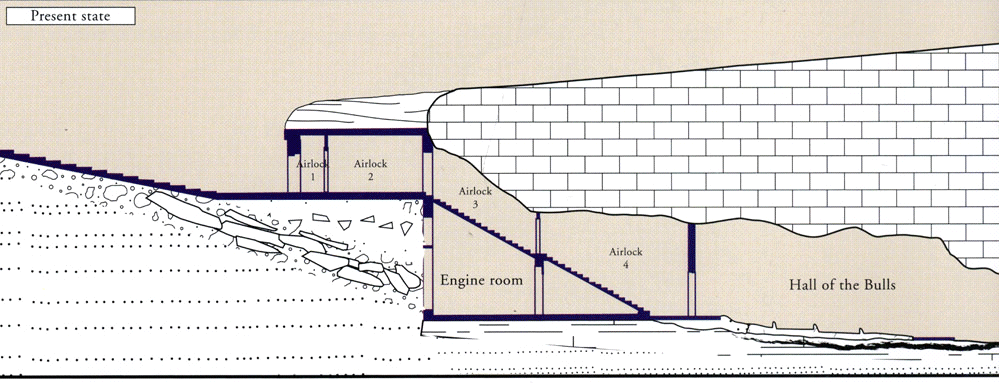 Present state
Airlock
1
Airlock
2
Airlock
3
Airlock
4
Engine room
Hall of the Bulls